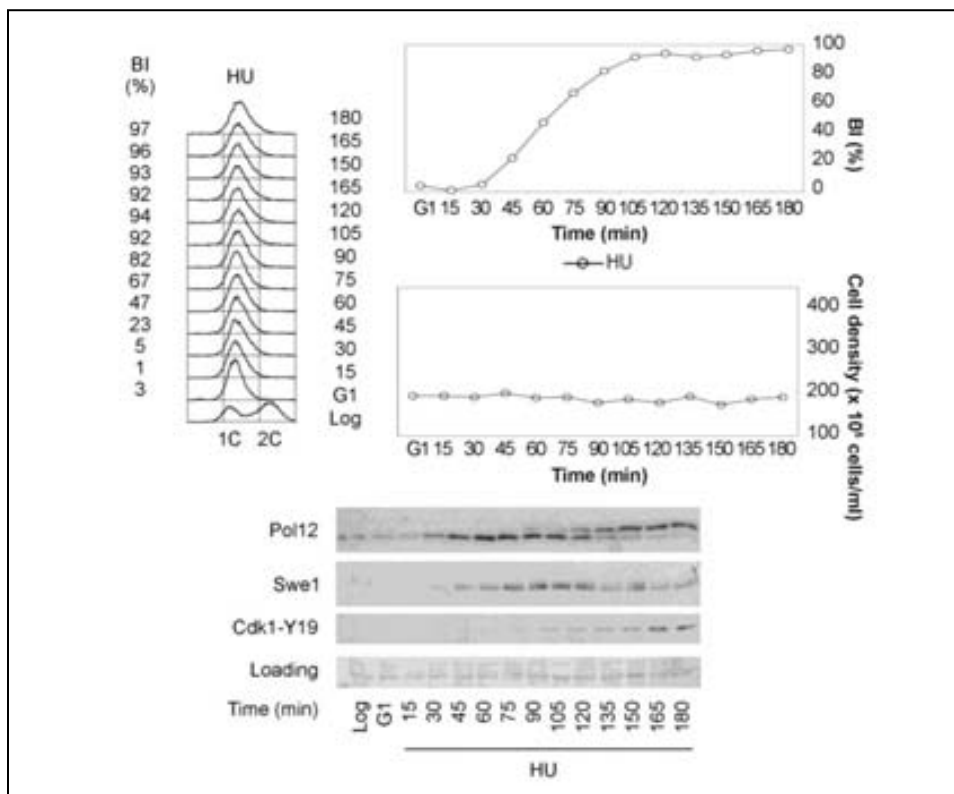 BI
(%)
HU
97
96
93
92
94
92
82
67
47
23
5
1
3
180
165
150
165
120
105
90
75
60
45
30
15
G1
Log
1C 2C
100
80
60
40
20
0
BI (%)
G1 15 30 45 60 75 90 105 120 135 150 165 180
Time (min)
HU
400
300
200
100
G1 15 30 45 60 75 90 105 120 135 150 165 180
Time (min)
Pol12
Swe1
Cdk1-Y19
Loading
Time (min)
Log G1 15 30 45 60 75 90 105 120 135 150 165 180
HU